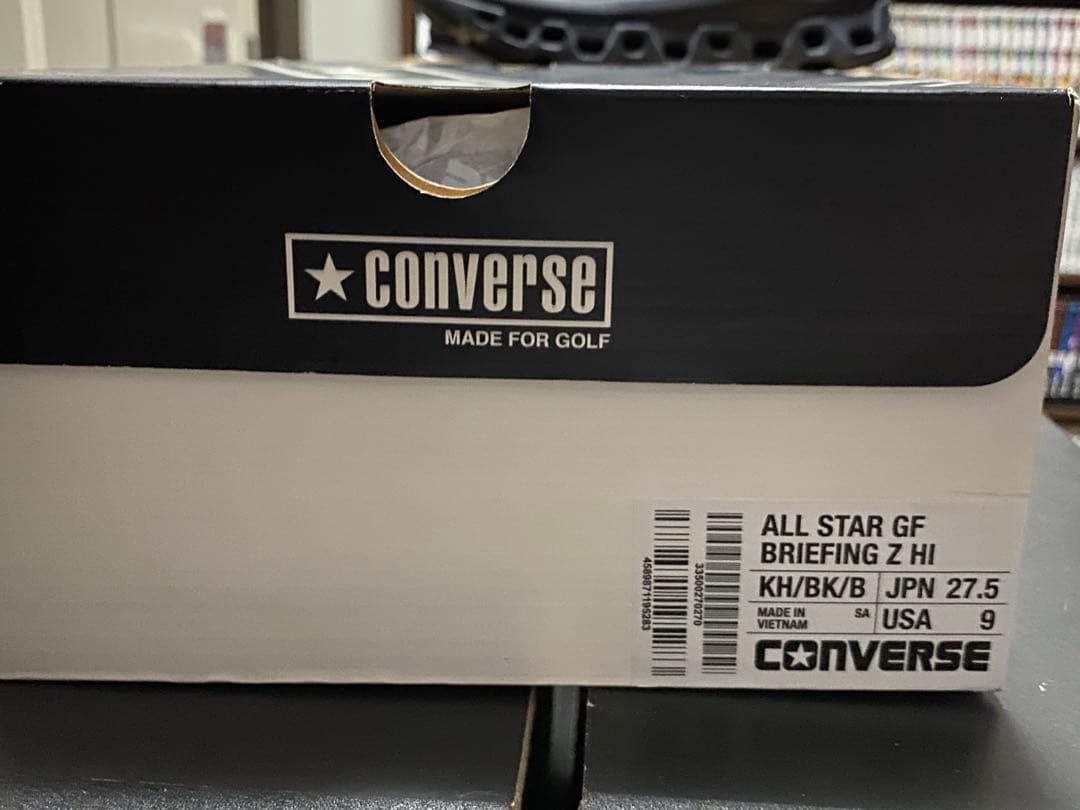 ★ converse
MADE FOR GOLF
ALL STAR GF
BRIEFING Z HI
KH/BK/B JPN 27.5
MADE IN VIETNAM SA USA 9
CONVERSE
33500270270